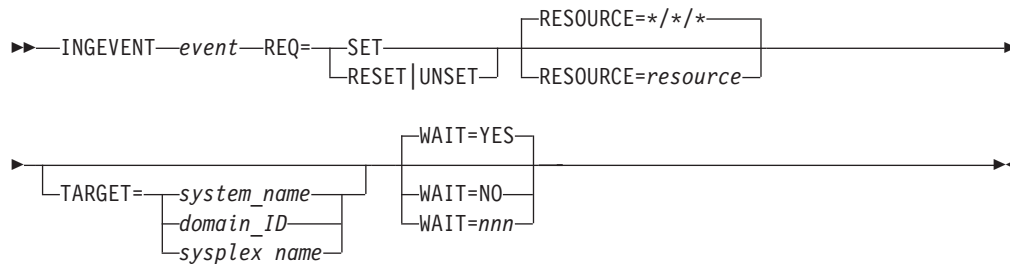 RESOURCE=*/*/*
INGEVENT event REQ= SET
RESET|UNSET RESOURCE=resource
WAIT=YES
TARGET= system_name WAIT=NO
domain_ID WAIT=nnn
sysplex name